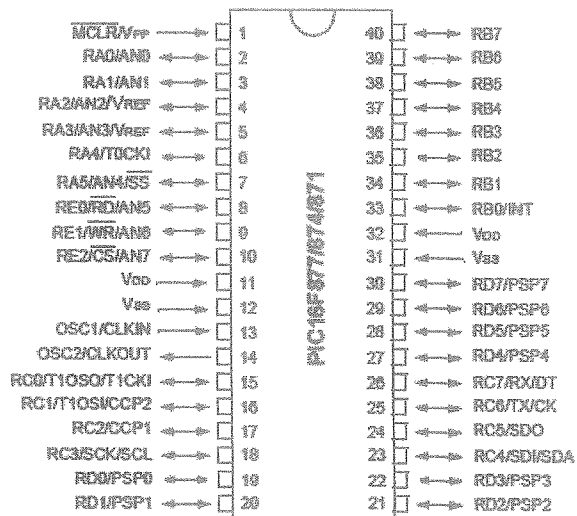 MCLR/VPP 1 40 RB7
RA0/AN0 2 39 RB6
RA1/AN1 3 38 RB5
RA2/AN2/VREF 4 37 RB4
RA3/AN3/VREF 5 36 RB3
RA4/T0CKI 6 35 RB2
RA5/AN4/SS 7 34 RB1
RE0/RD/AN5 8 33 RB0/INT
RE1/WR/AN6 9 32 VDD
RE2/CS/AN7 10 31 VSS
VDD 11 30 RD7/PSP7
VSS 12 29 RD6/PSP6
OSC1/CLKIN 13 28 RD5/PSP5
OSC2/CLKOUT 14 27 RD4/PSP4
RC0/T1OSO/T1CKI 15 26 RC7/RX/DT
RC1/T1OSI/CCP2 16 25 RC6/TX/CK
RC2/CCP1 17 24 RC5/SDO
RC3/SCK/SCL 18 23 RC4/SDI/SDA
RD0/PSP0 19 22 RD3/PSP3
RD1/PSP1 20 21 RD2/PSP2
PIC16F877/874/871